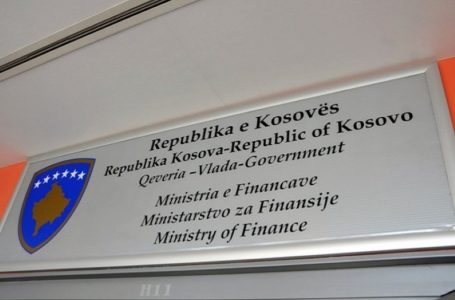 Republika e Kosovës
Republika Kosova-Republic of Kosovo
Qeveria -Vlada-Government
Ministria e Financave
Ministarstvo za Finansije
Ministry of Finance
H11